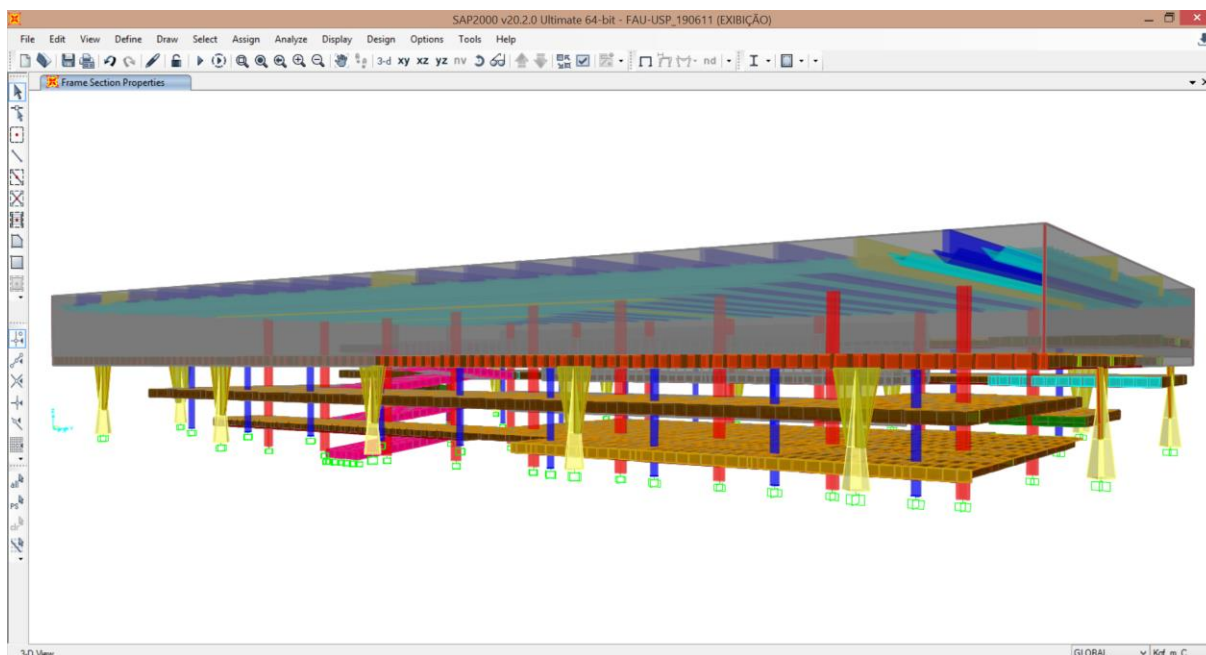 SAP2000 v20.2.0 Ultimate 64-bit - FAU-USP_190611 (EXIBIÇÃO)
File Edit View Define Draw Select Assign Analyze Display Design Options Tools Help
3-d xy xz yz nv nd
Frame Section Properties
3-D View GLOBAL Kgf, m, C